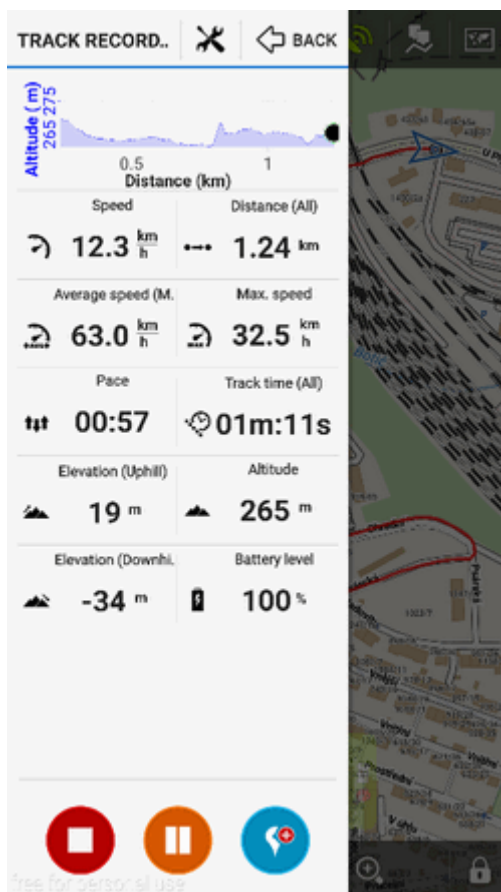 TRACK RECORD..
BACK
Altitude ( m)
265 275
0.5
1
Distance (km)
Speed
Distance (All)
12.3 km h
1.24 km
Average speed (M.
Max. speed
63.0 km h
32.5 km h
Pace
Track time (All)
00:57
01m:11s
Elevation (Uphill)
Altitude
19 m
265 m
Elevation (Downhi.
Battery level
-34 m
100 %
Botič
Prostřední
free for personal use